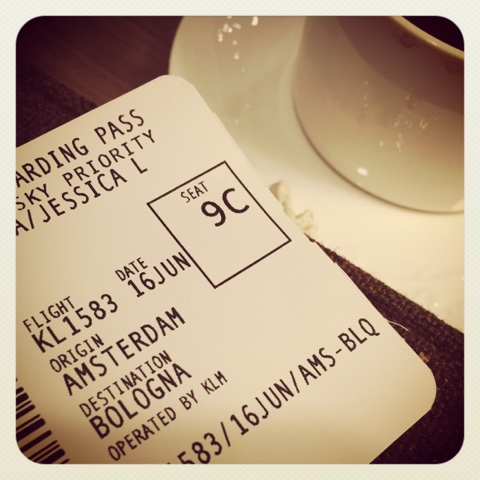 ARDING PASS
SKY PRIORITY
A/JESSICA L
SEAT
9C
FLIGHT DATE
KL1583 16JUN
ORIGIN
AMSTERDAM
DESTINATION
BOLOGNA
OPERATED BY KLM
583/16JUN/AMS-BLQ